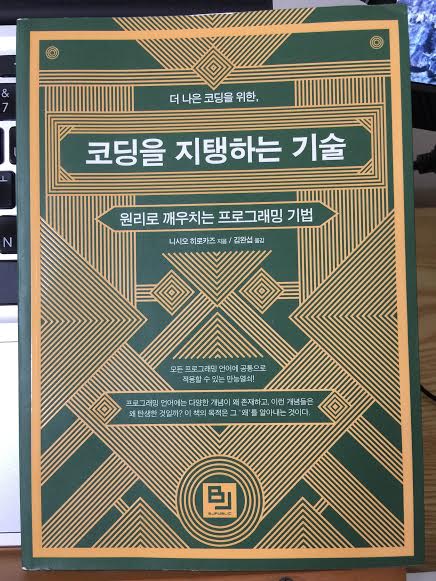 더 나은 코딩을 위한,
코딩을 지탱하는 기술
원리로 깨우치는 프로그래밍 기법
니시오 히로카즈 지음 / 김완섭 옮김
모든 프로그래밍 언어에 공통으로
적용할 수 있는 만능열쇠!
프로그래밍 언어에는 다양한 개념이 왜 존재하고, 이런 개념들은
왜 탄생한 것일까? 이 책의 목적은 그 '왜'를 알아내는 것이다.
BJ
BJPUBLIC
&
7
N